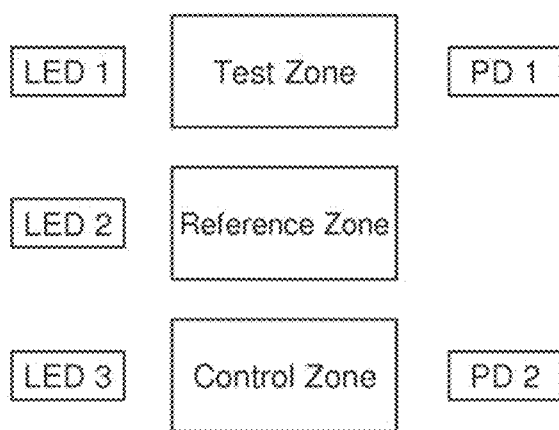 LED 1 Test Zone PD 1
LED 2 Reference Zone
LED 3 Control Zone PD 2